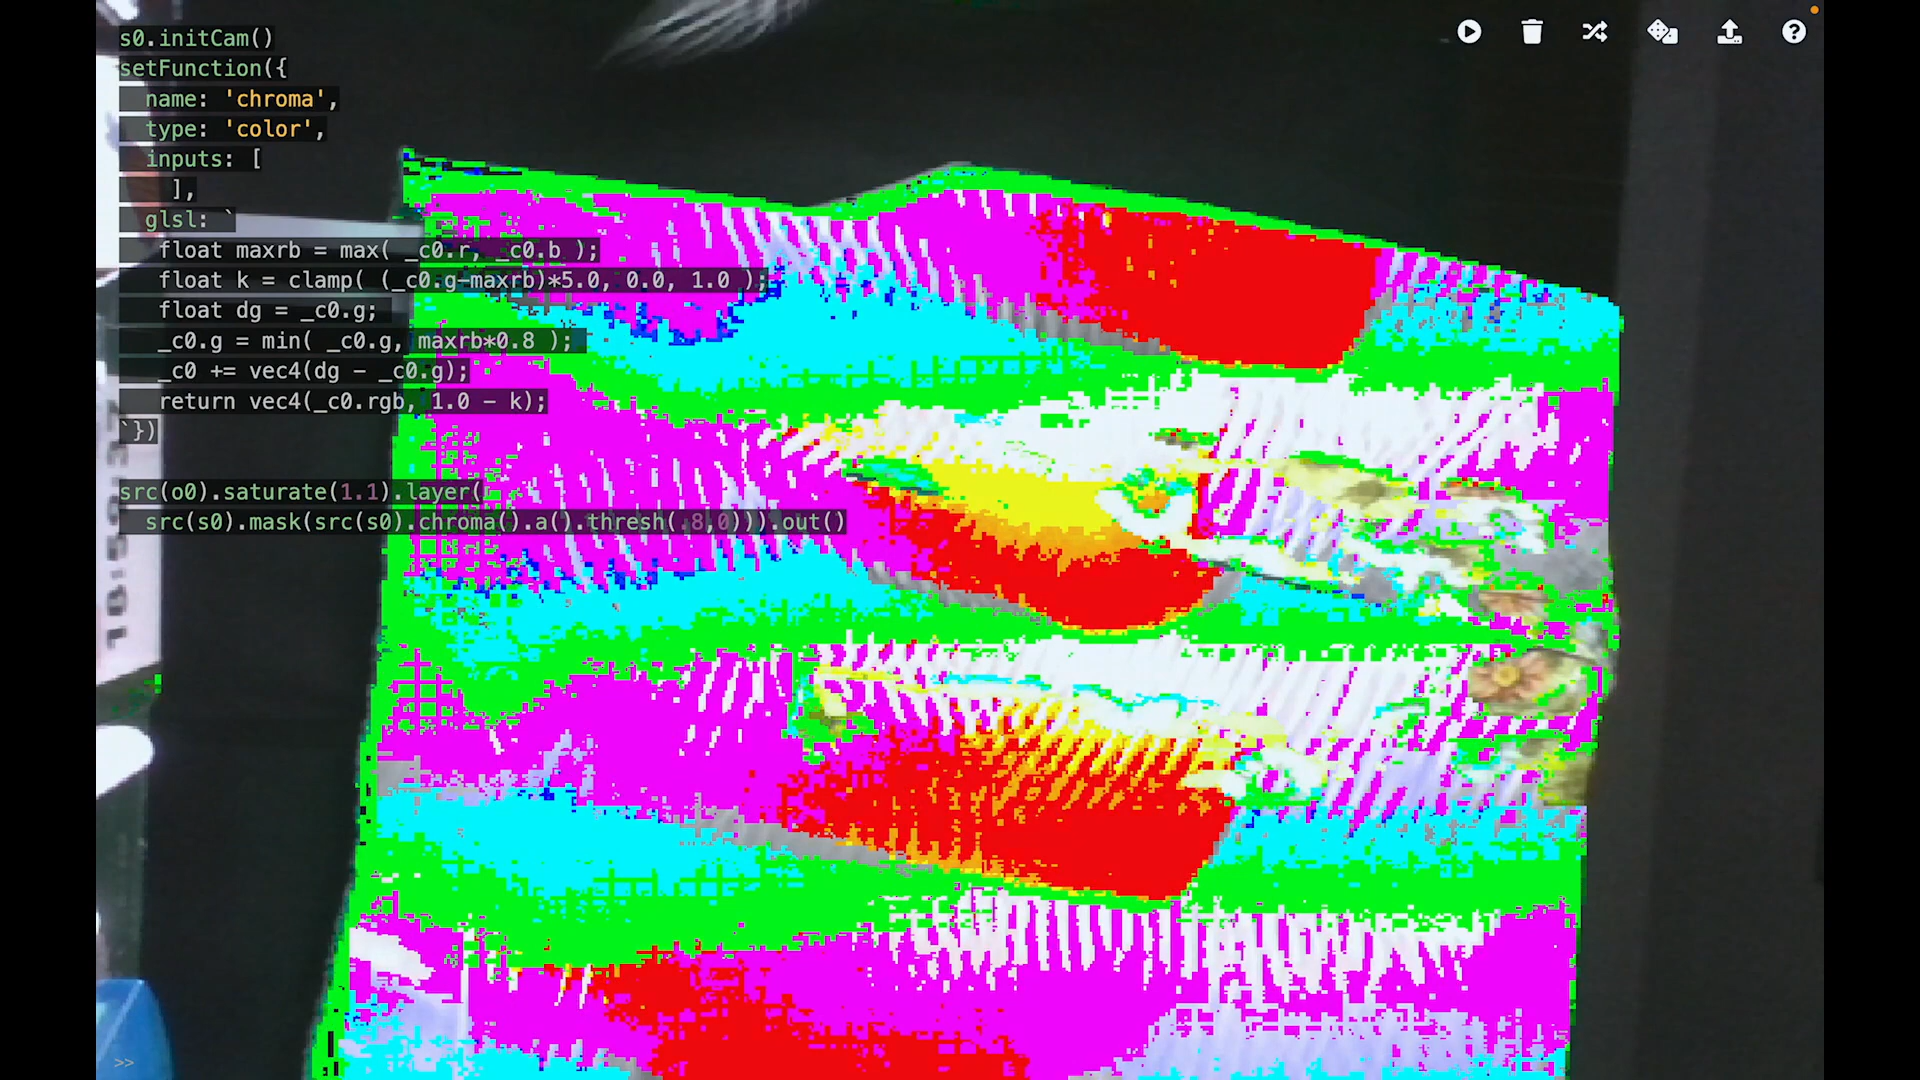 s0.initCam()
setFunction({
  name: 'chroma',
  type: 'color',
  inputs: [
    ],
  glsl: `
   float maxrb = max( _c0.r, _c0.b );
   float k = clamp( (_c0.g-maxrb)*5.0, 0.0, 1.0 );
   float dg = _c0.g;
   _c0.g = min( _c0.g, maxrb*0.8 );
   _c0 += vec4(dg - _c0.g);
   return vec4(_c0.rgb, 1.0 - k);
`})
src(o0).saturate(1.1).layer(
  src(s0).mask(src(s0).chroma().a().thresh(.8,0))).out()
>>